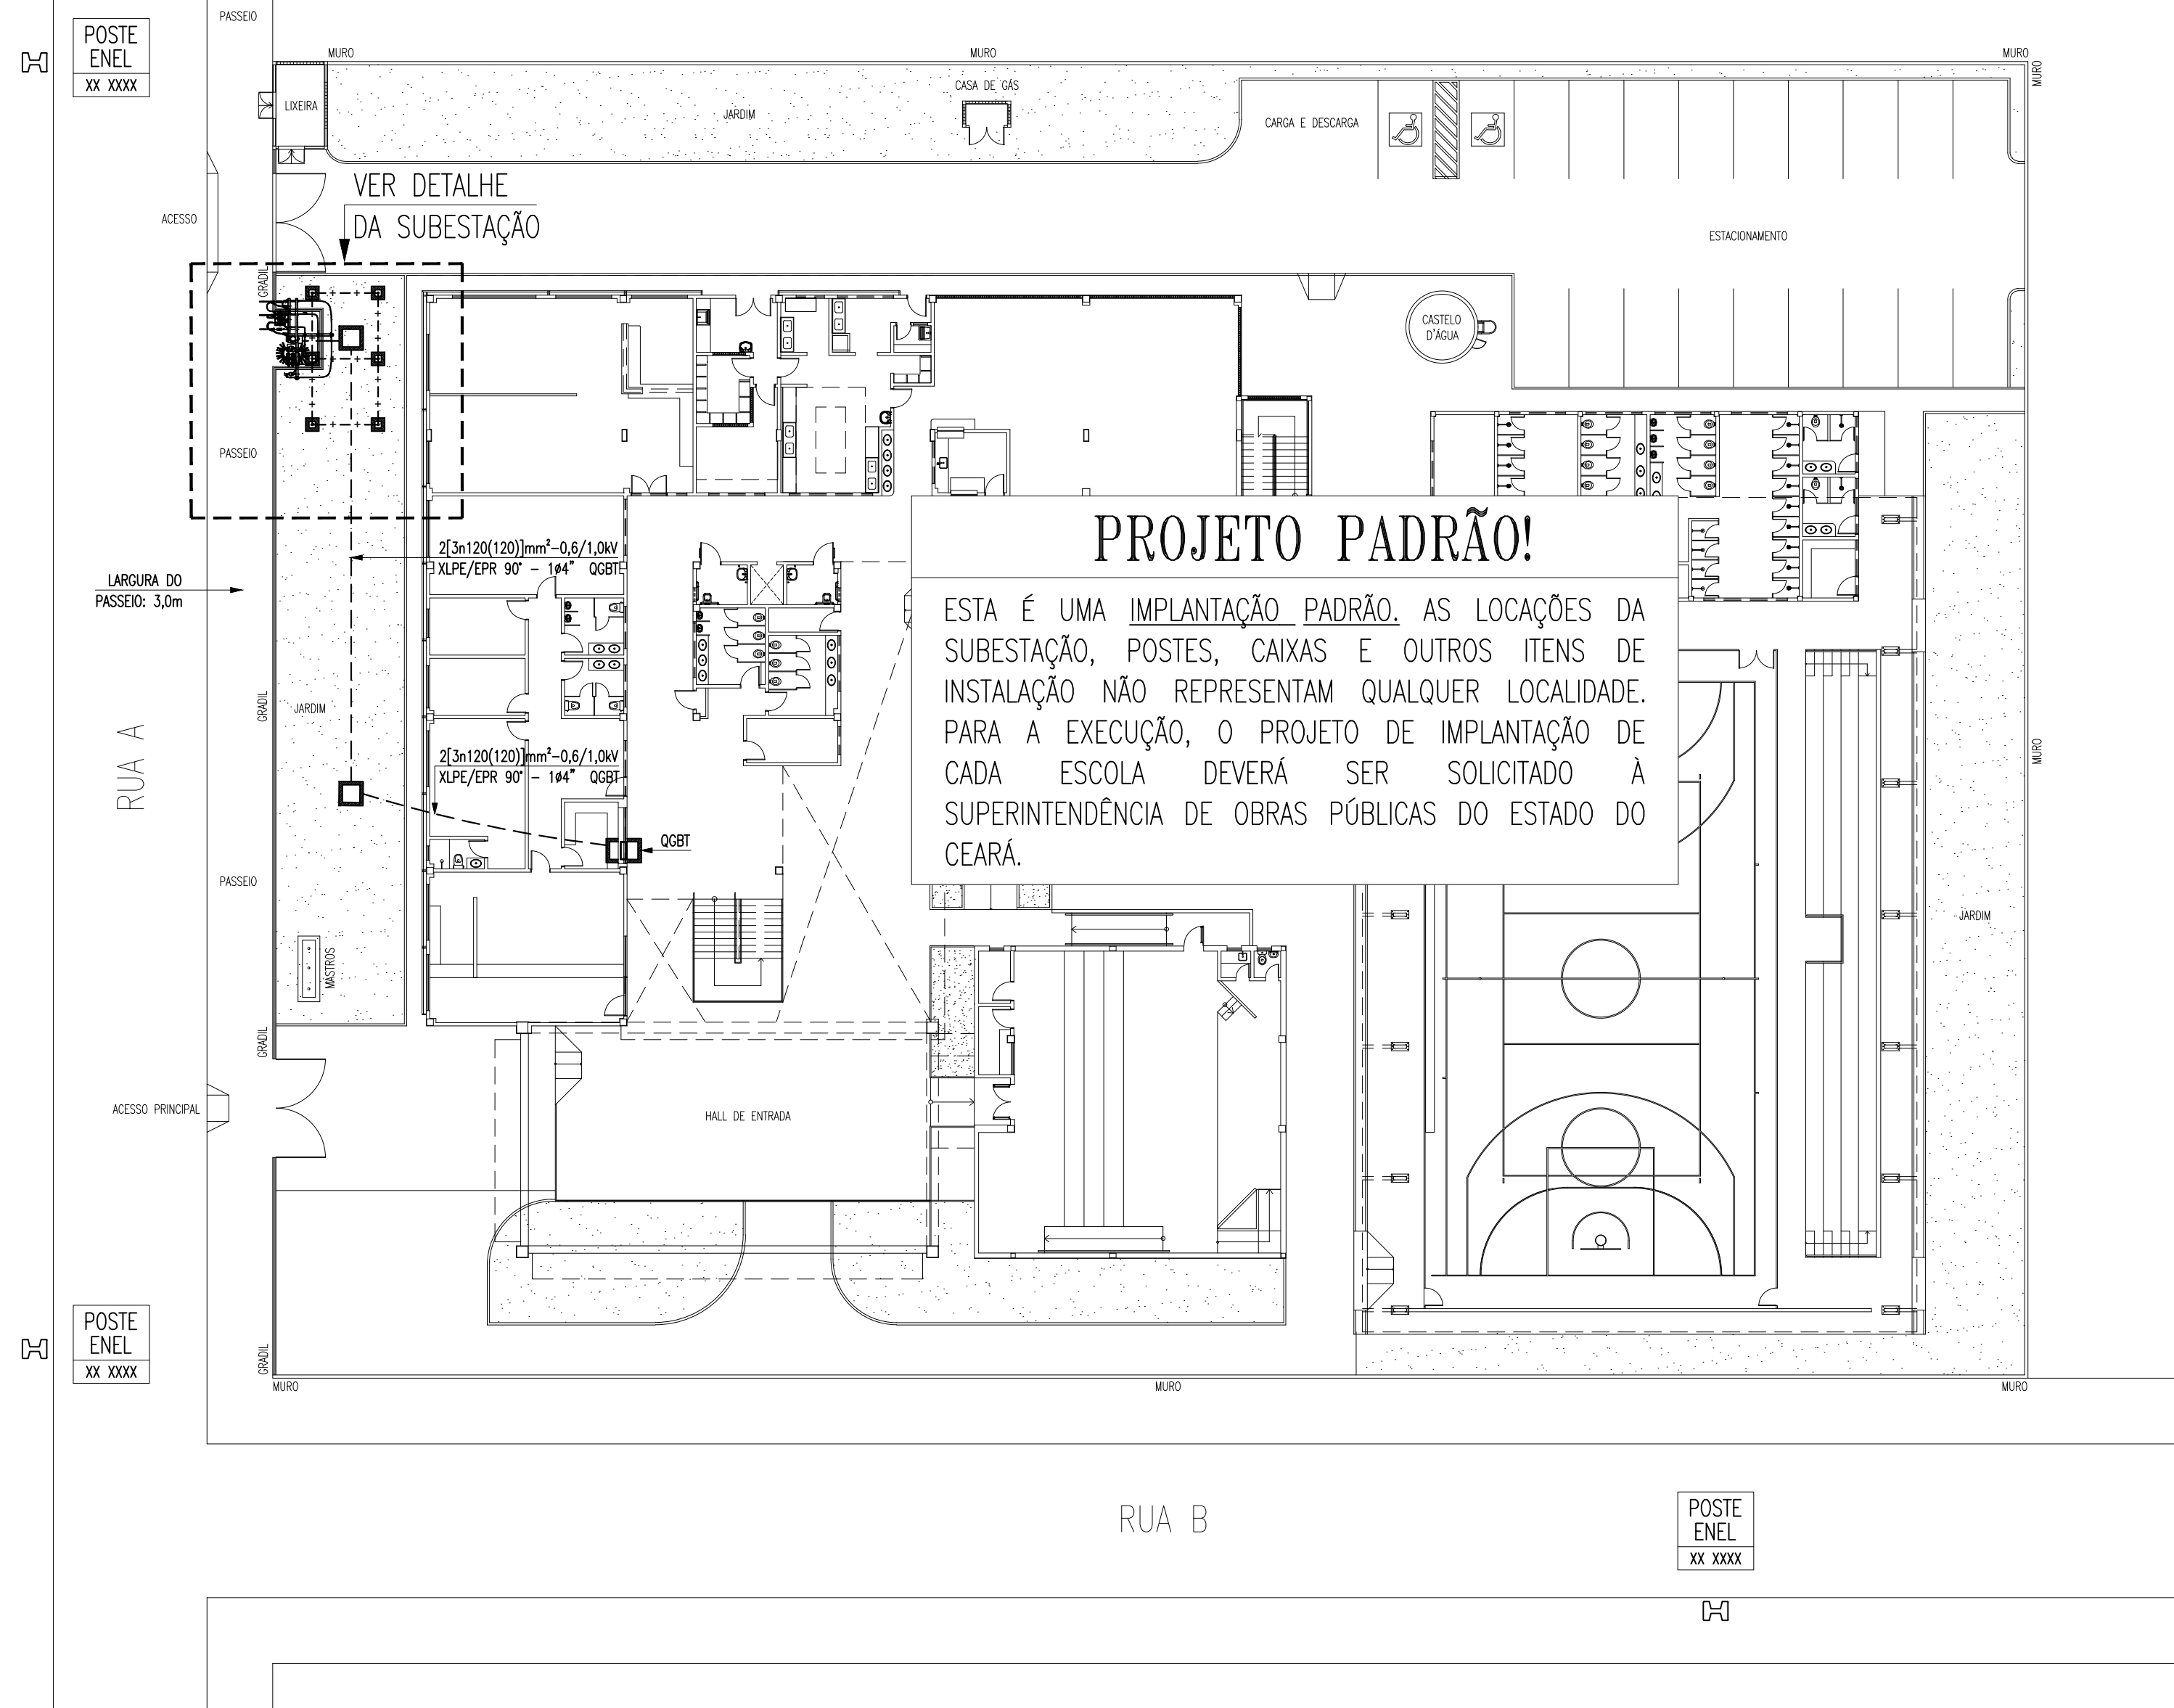 PASSEIO
POSTE
ENEL
XX XXXX
MURO
MURO
MURO
MURO
LIXEIRA
JARDIM
CASA DE GÁS
CARGA E DESCARGA
VER DETALHE
DA SUBESTAÇÃO
ACESSO
ESTACIONAMENTO
GRADIL
CASTELO
D'ÁGUA
PASSEIO
PROJETO PADRÃO!
ESTA É UMA IMPLANTAÇÃO PADRÃO. AS LOCAÇÕES DA
SUBESTAÇÃO, POSTES, CAIXAS E OUTROS ITENS DE
INSTALAÇÃO NÃO REPRESENTAM QUALQUER LOCALIDADE.
PARA A EXECUÇÃO, O PROJETO DE IMPLANTAÇÃO DE
CADA ESCOLA DEVERÁ SER SOLICITADO À
SUPERINTENDÊNCIA DE OBRAS PÚBLICAS DO ESTADO DO
CEARÁ.
2[3n120(120)]mm²-0,6/1,0kV
XLPE/EPR 90° - 1ø4" QGBT
LARGURA DO
PASSEIO: 3,0m
GRADIL
JARDIM
RUA A
MURO
2[3n120(120)]mm²-0,6/1,0kV
XLPE/EPR 90° - 1ø4" QGBT
QGBT
PASSEIO
JARDIM
MASTROS
GRADIL
ACESSO PRINCIPAL
HALL DE ENTRADA
POSTE
ENEL
XX XXXX
GRADIL
MURO
MURO
MURO
RUA B
POSTE
ENEL
XX XXXX